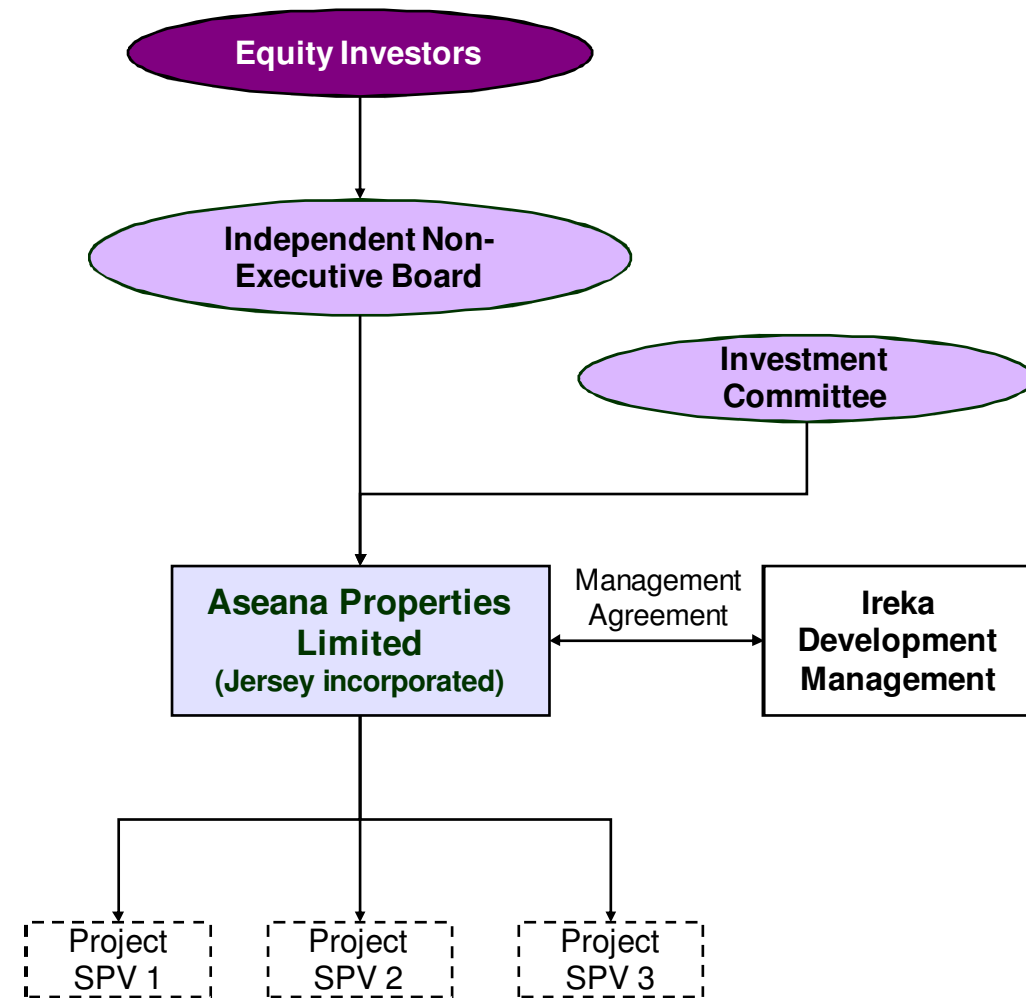 Equity Investors
Independent Non-
Executive Board
Investment
Committee
Aseana Properties
Limited
(Jersey incorporated)
Management
Agreement
Ireka
Development
Management
Project
SPV 1
Project
SPV 2
Project
SPV 3